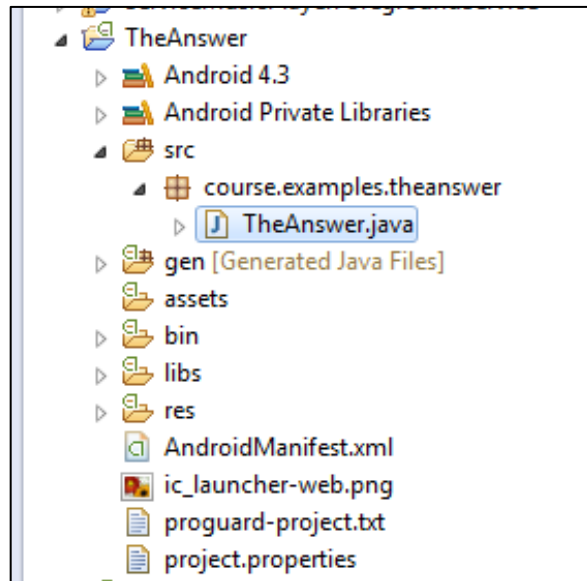 TheAnswer
Android 4.3
Android Private Libraries
src
course.examples.theanswer
TheAnswer.java
gen [Generated Java Files]
assets
bin
libs
res
AndroidManifest.xml
ic_launcher-web.png
proguard-project.txt
project.properties